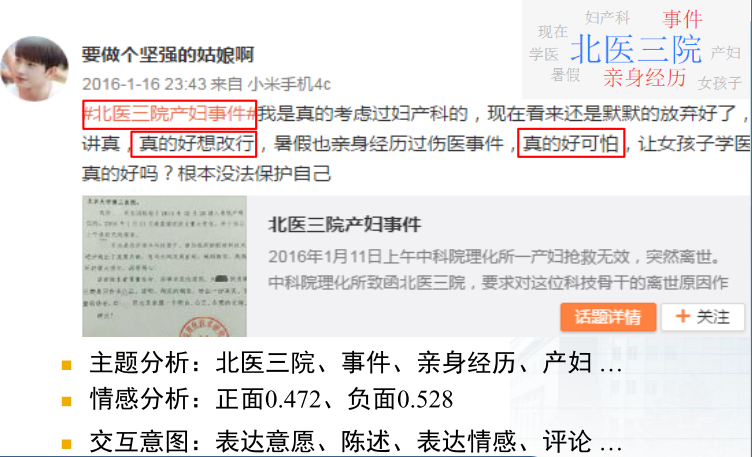 妇产科 事件
现在
学医 北医三院 产妇
暑假 亲身经历 女孩子
要做个坚强的姑娘啊
2016-1-16 23:43 来自 小米手机4c
#北医三院产妇事件#我是真的考虑过妇产科的，现在看来还是默默的放弃好了，
讲真，真的好想改行，暑假也亲身经历过伤医事件，真的好可怕，让女孩子学医
真的好吗？根本没法保护自己
北医三院产妇事件
2016年1月11日上午中科院理化所一产妇抢救无效，突然离世。
中科院理化所致函北医三院，要求对这位科技骨干的离世原因作
话题详情 + 关注
主题分析：北医三院、事件、亲身经历、产妇 ...
情感分析：正面0.472、负面0.528
交互意图：表达意愿、陈述、表达情感、评论 ...